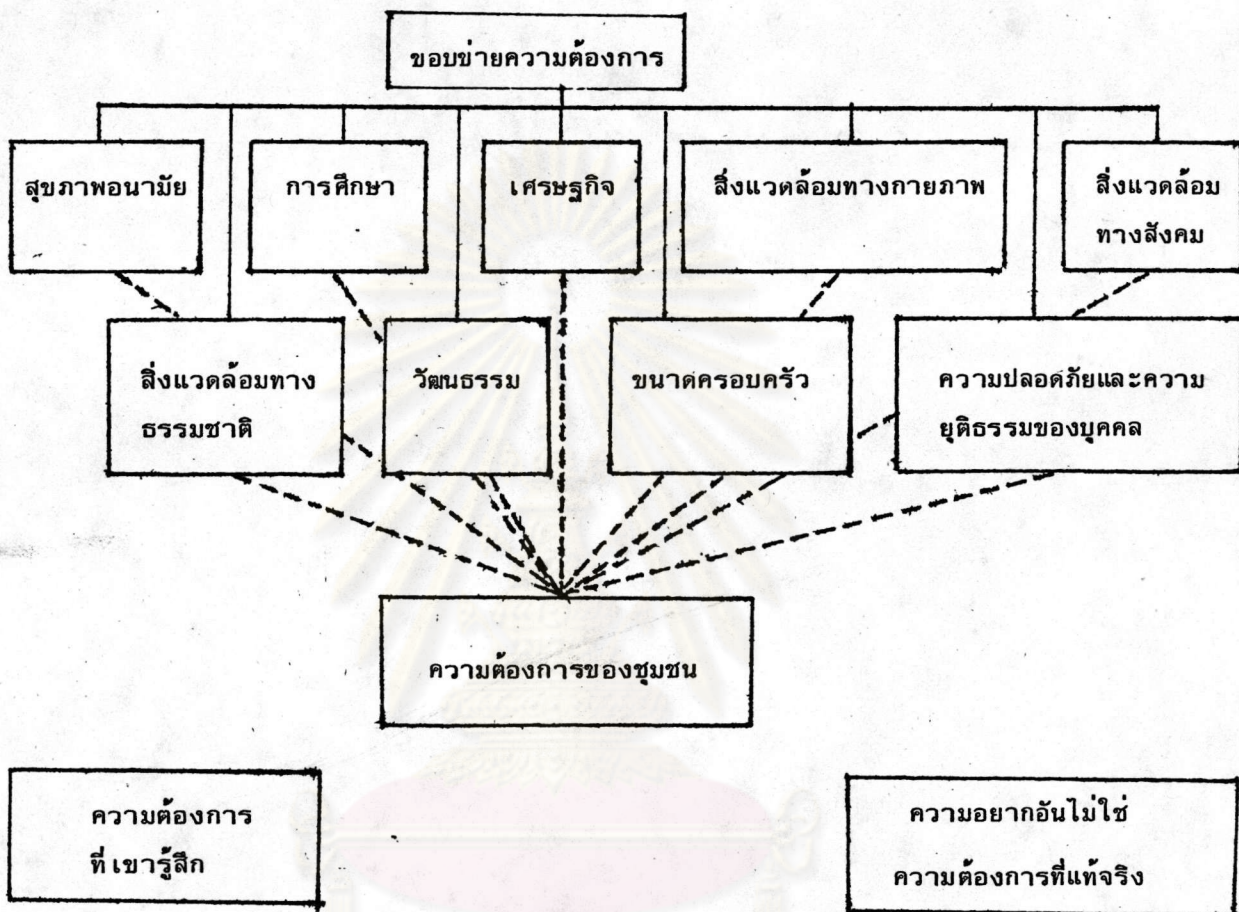 ขอบข่ายความต้องการ
สุขภาพอนามัย
การศึกษา
เศรษฐกิจ
สิ่งแวดล้อมทางกายภาพ
สิ่งแวดล้อม
ทางสังคม
สิ่งแวดล้อมทาง
ธรรมชาติ
วัฒนธรรม
ขนาดครอบครัว
ความปลอดภัยและความ
ยุติธรรมของบุคคล
ความต้องการของชุมชน
ความต้องการ
ที่เขารู้สึก
ความอยากอันไม่ใช่
ความต้องการที่แท้จริง